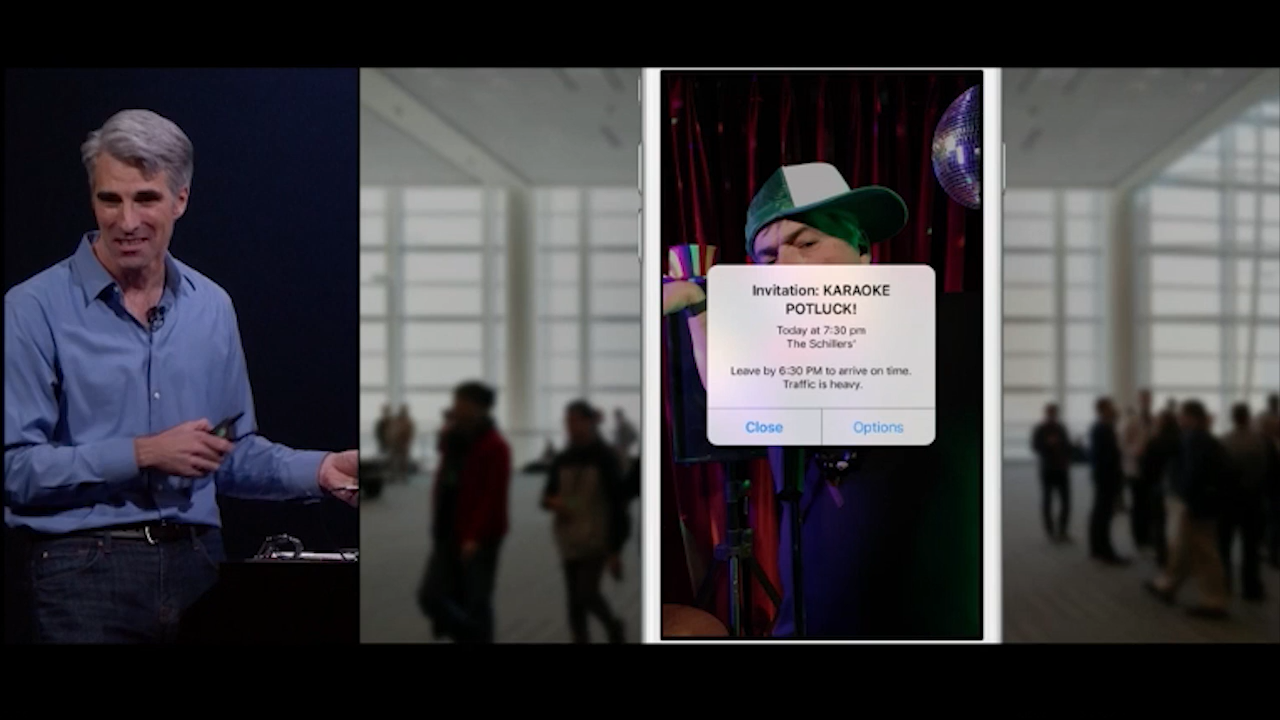 Invitation: KARAOKE
POTLUCK!
Today at 7:30 pm
The Schillers'
Leave by 6:30 PM to arrive on time.
Traffic is heavy.
Close
Options